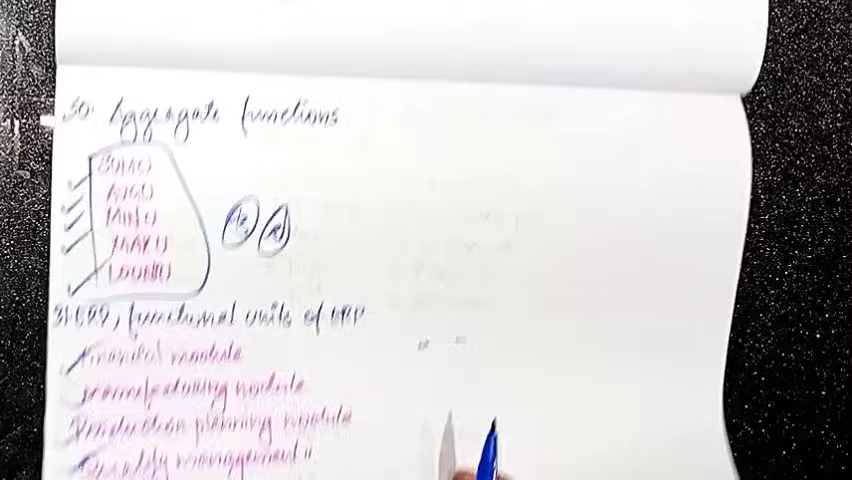 30. Aggregate functions
SUM()
AVG()
MIN()
MAX()
COUNT()
31. ERP, functional units of ERP
Financial module
manufacturing module
Production planning module
Quality management "